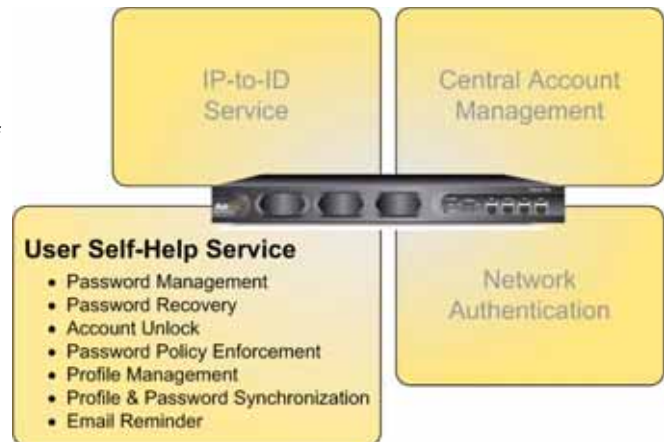 IP-to-ID
Service
Central Account
Management
User Self-Help Service
• Password Management
• Password Recovery
• Account Unlock
• Password Policy Enforcement
• Profile Management
• Profile & Password Synchronization
• Email Reminder
Network
Authentication